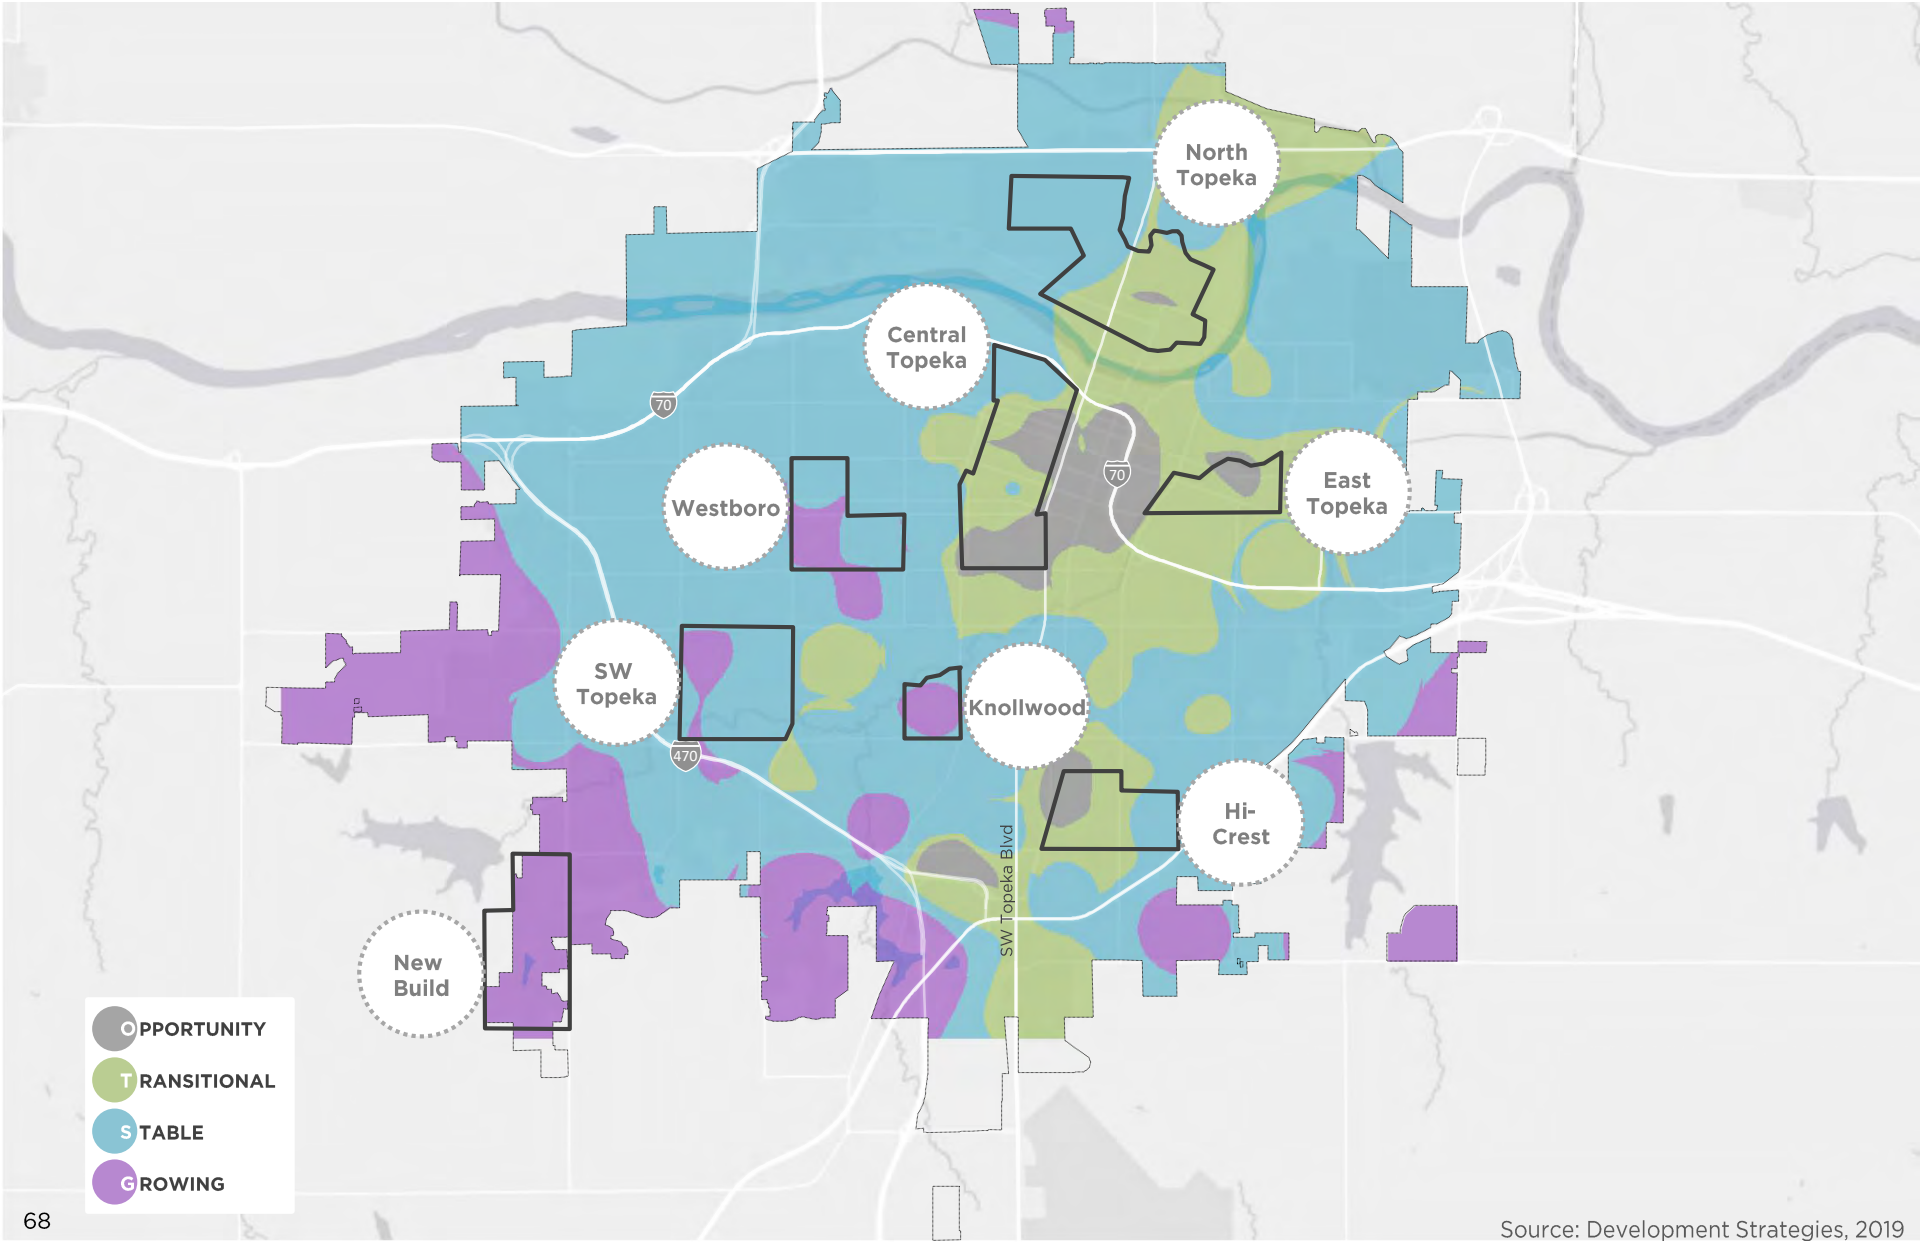 North
Topeka
Central
Topeka
70
Westboro
70
East
Topeka
SW
Topeka
Knollwood
470
Hi-
Crest
SW Topeka Blvd
New
Build
OPPORTUNITY
TRANSITIONAL
STABLE
GROWING
68
Source: Development Strategies, 2019